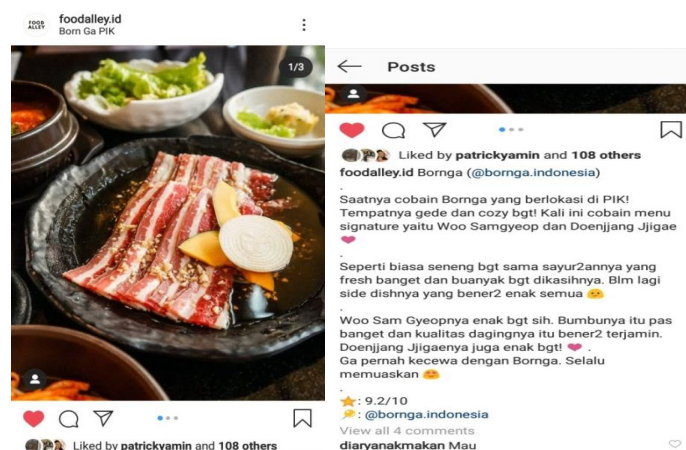 FOOD
ALLEY
foodalley.id
Born Ga PIK
1/3
Liked by patrickyamin and 108 others
Posts
Liked by patrickyamin and 108 others
foodalley.id Bornga (@bornga.indonesia)
.
Saatnya cobain Bornga yang berlokasi di PIK!
Tempatnya gede dan cozy bgt! Kali ini cobain menu
signature yaitu Woo Samgyeop dan Doenjjang Jjigae
💗
.
Seperti biasa seneng bgt sama sayur2annya yang
fresh banget dan buanyak bgt dikasihnya. Blm lagi
side dishnya yang bener2 enak semua 🤗
.
Woo Sam Gyeopnya enak bgt sih. Bumbunya itu pas
banget dan kualitas dagingnya itu bener2 terjamin.
Doenjjang Jjigaenya juga enak bgt! 💗 .
Ga pernah kecewa dengan Bornga. Selalu
memuaskan 🥰
.
⭐: 9.2/10
🔑: @bornga.indonesia
View all 4 comments
diaryanakmakan Mau